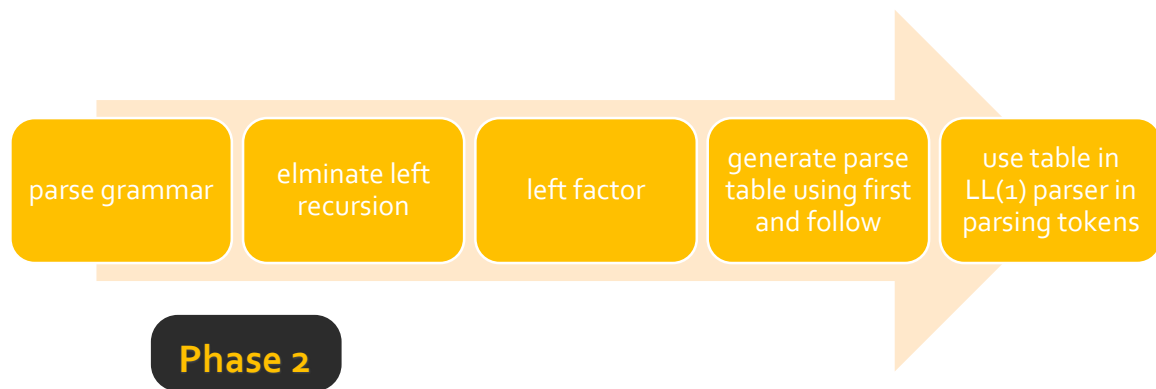 parse grammar
elminate left
recursion
left factor
generate parse
table using first
and follow
use table in
LL(1) parser in
parsing tokens
Phase 2